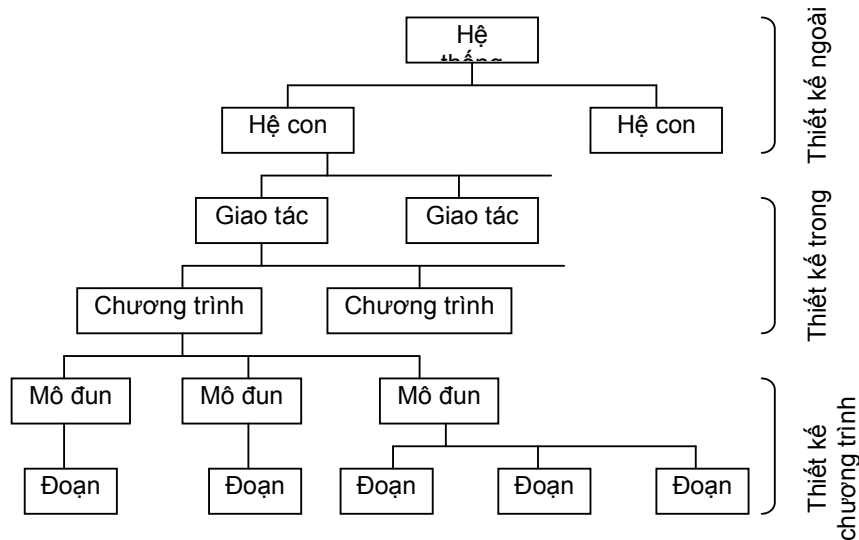 Hệ
thống
Thiết kế ngoài
Hệ con
Hệ con
Giao tác
Giao tác
Thiết kế trong
Chương trình
Chương trình
Mô đun
Mô đun
Mô đun
Thiết kế
chương trình
Đoạn
Đoạn
Đoạn
Đoạn
Đoạn